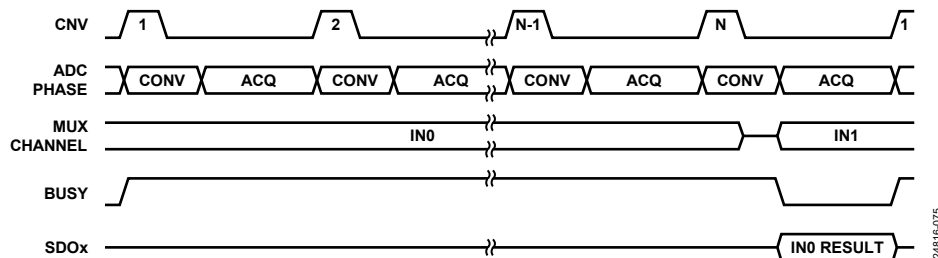 CNV 1 2 N-1 N 1
ADC PHASE CONV ACQ CONV ACQ CONV ACQ CONV ACQ
MUX CHANNEL IN0 IN1
BUSY
SDOx IN0 RESULT
24816-075